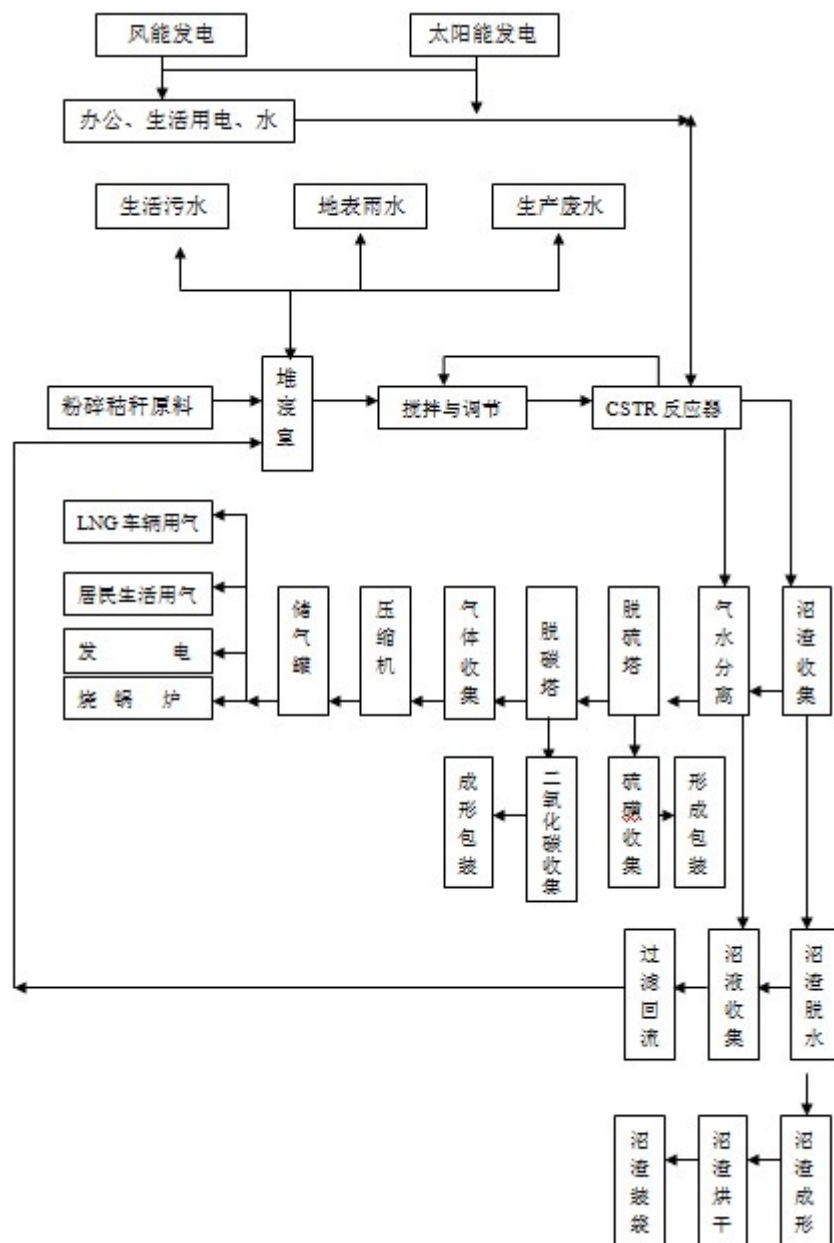 风能发电
太阳能发电
办公、生活用电、水
生活污水
地表雨水
生产废水
粉碎秸秆原料
堆浸室
搅拌与调节
CSTR 反应器
LNG 车辆用气
居民生活用气
发 电
烧 锅 炉
储气罐
压缩机
气体收集
脱碳塔
脱硫塔
气水分离
沼渣收集
成形包装
二氧化碳收集
硫磺收集
形成包装
过滤回流
沼液收集
沼渣脱水
沼渣装袋
沼渣烘干
沼渣成形